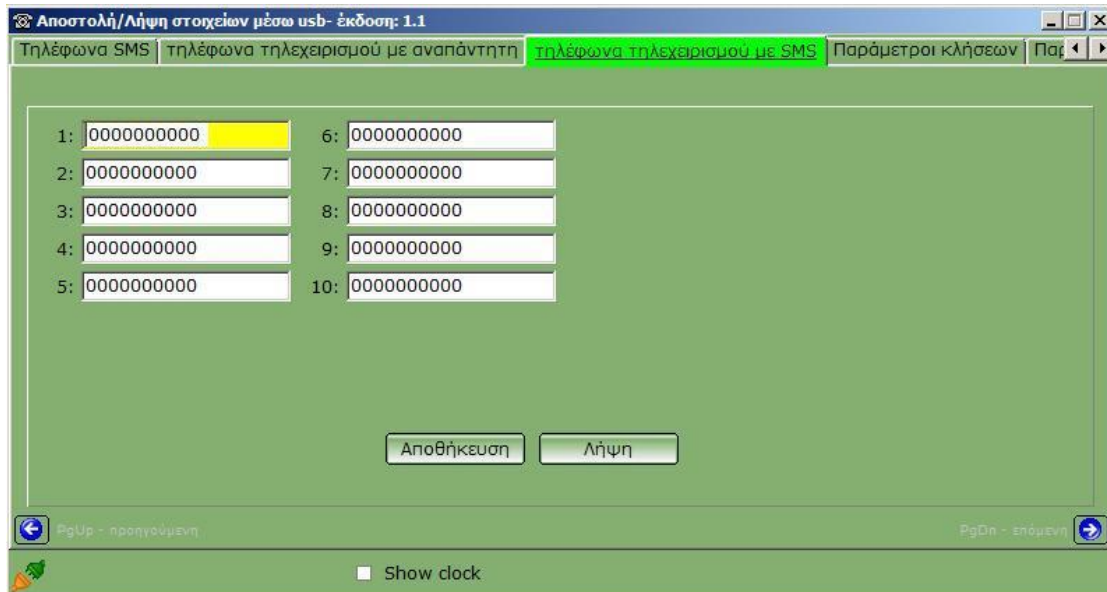 Αποστολή/Λήψη στοιχείων μέσω usb- έκδοση: 1.1
Τηλέφωνα SMS τηλέφωνα τηλεχειρισμού με αναπάντητη τηλέφωνα τηλεχειρισμού με SMS Παράμετροι κλήσεων
1: 0000000000 6: 0000000000
2: 0000000000 7: 0000000000
3: 0000000000 8: 0000000000
4: 0000000000 9: 0000000000
5: 0000000000 10: 0000000000
Αποθήκευση Λήψη
PgUp - προηγούμενη PgDn - επόμενη
Show clock